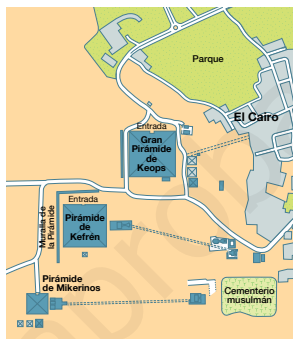 Parque
El Cairo
Entrada
Gran
Pirámide
de
Keops
Entrada
Pirámide
de
Kefrén
Muralla de
la Pirámide
Pirámide
de Mikerinos
Cementerio
musulmán